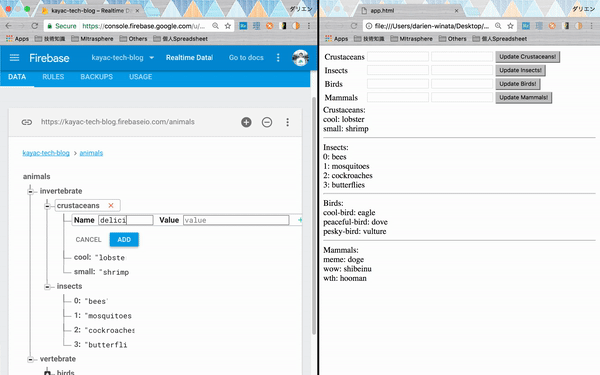 ダリエン
kayac-tech-blog – Realtime Dat
Secure https://console.firebase.google.com/u/
Apps 技術知識 Mitrasphere Others 個人Spreadsheet
Firebase kayac-tech-blog Realtime Data Go to docs
DATA RULES BACKUPS USAGE
https://kayac-tech-blog.firebaseio.com/animals
kayac-tech-blog > animals
animals
invertebrate
crustaceans
Name delici Value value
CANCEL ADD
cool: "lobste
small: "shrimp
insects
0: "bees'
1: "mosquitoes
2: "cockroaches
3: "butterfli
vertebrate
birds
ダリエン
app.html
file:///Users/darien-winata/Desktop/
Apps 技術知識 Mitrasphere Others 個人Spreadsheet
Crustaceans Update Crustaceans!
Insects Update Insects!
Birds Update Birds!
Mammals Update Mammals!
Crustaceans:
cool: lobster
small: shrimp
Insects:
0: bees
1: mosquitoes
2: cockroaches
3: butterflies
Birds:
cool-bird: eagle
peaceful-bird: dove
pesky-bird: vulture
Mammals:
meme: doge
wow: shibeinu
wth: hooman